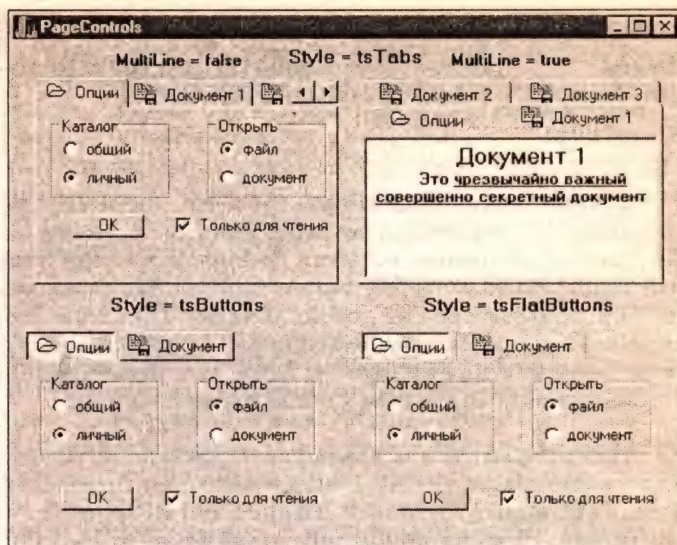 PageControls
MultiLine = false Style = tsTabs MultiLine = true
Опции Документ 1
Каталог Открыть
общий файл
личный документ
OK Только для чтения
Документ 2 Документ 3
Опции Документ 1
Документ 1
Это чрезвычайно важный
совершенно секретный документ
Style = tsButtons
Опции Документ
Каталог Открыть
общий файл
личный документ
OK Только для чтения
Style = tsFlatButtons
Опции Документ
Каталог Открыть
общий файл
личный документ
OK Только для чтения